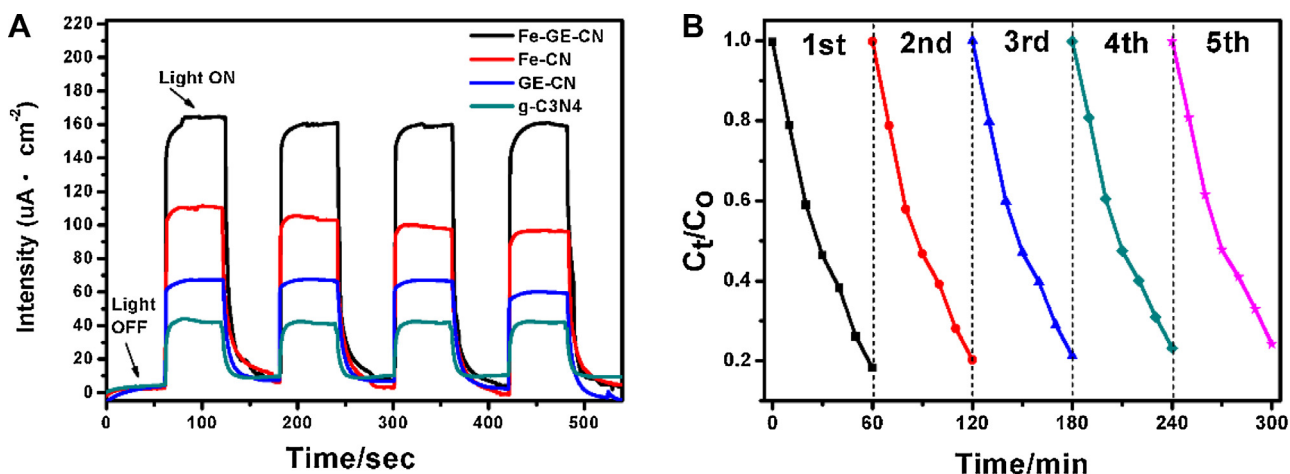 A
Fe-GE-CN
Fe-CN
GE-CN
g-C3N4
Light ON
Light
OFF
Intensity (uA · cm-2)
220
200
180
160
140
120
100
80
60
40
20
0
0 100 200 300 400 500
Time/sec
B
1st 2nd 3rd 4th 5th
Ct/Co
1.0
0.8
0.6
0.4
0.2
0 60 120 180 240 300
Time/min